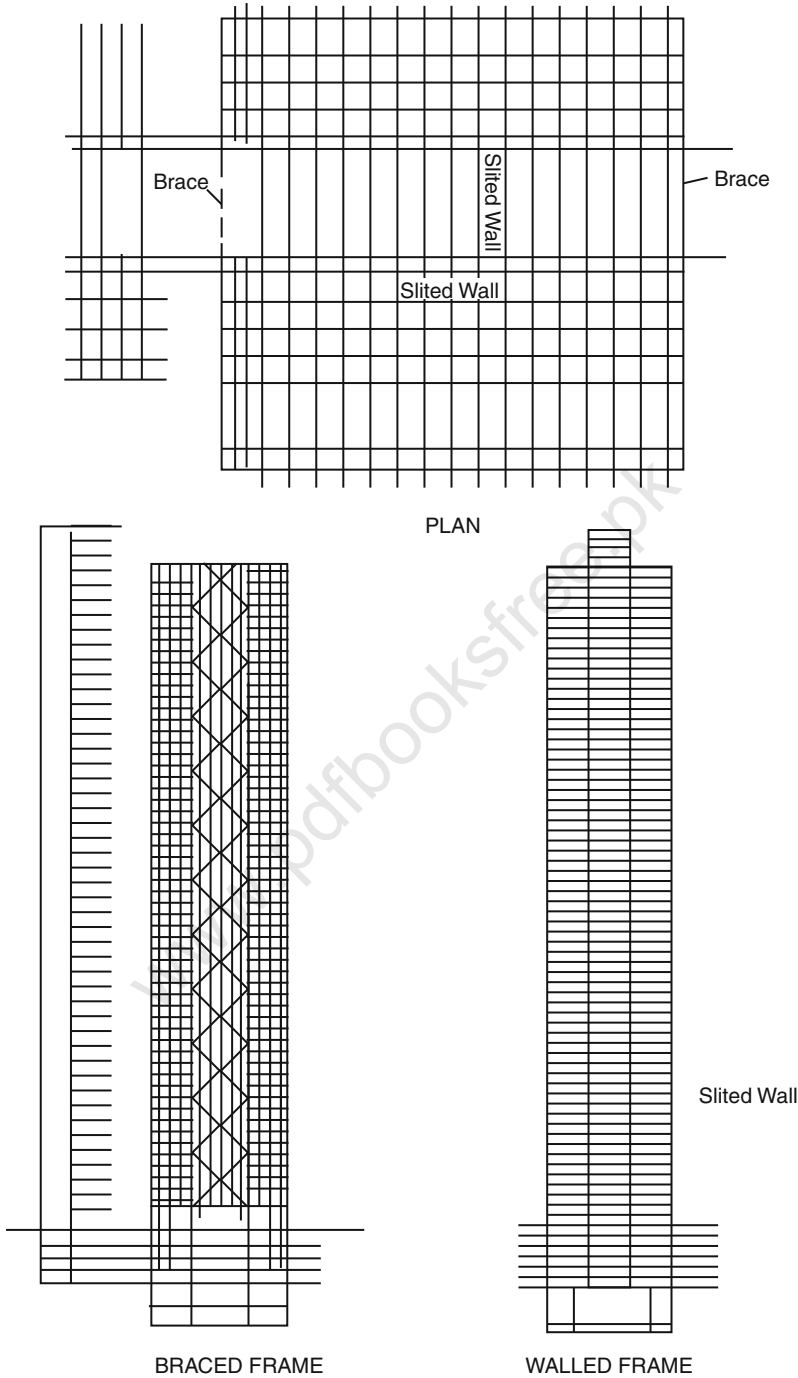 Brace
Slited Wall
Brace
Slited Wall
PLAN
www.pdfbooksfree.pk
Slited Wall
BRACED FRAME
WALLED FRAME